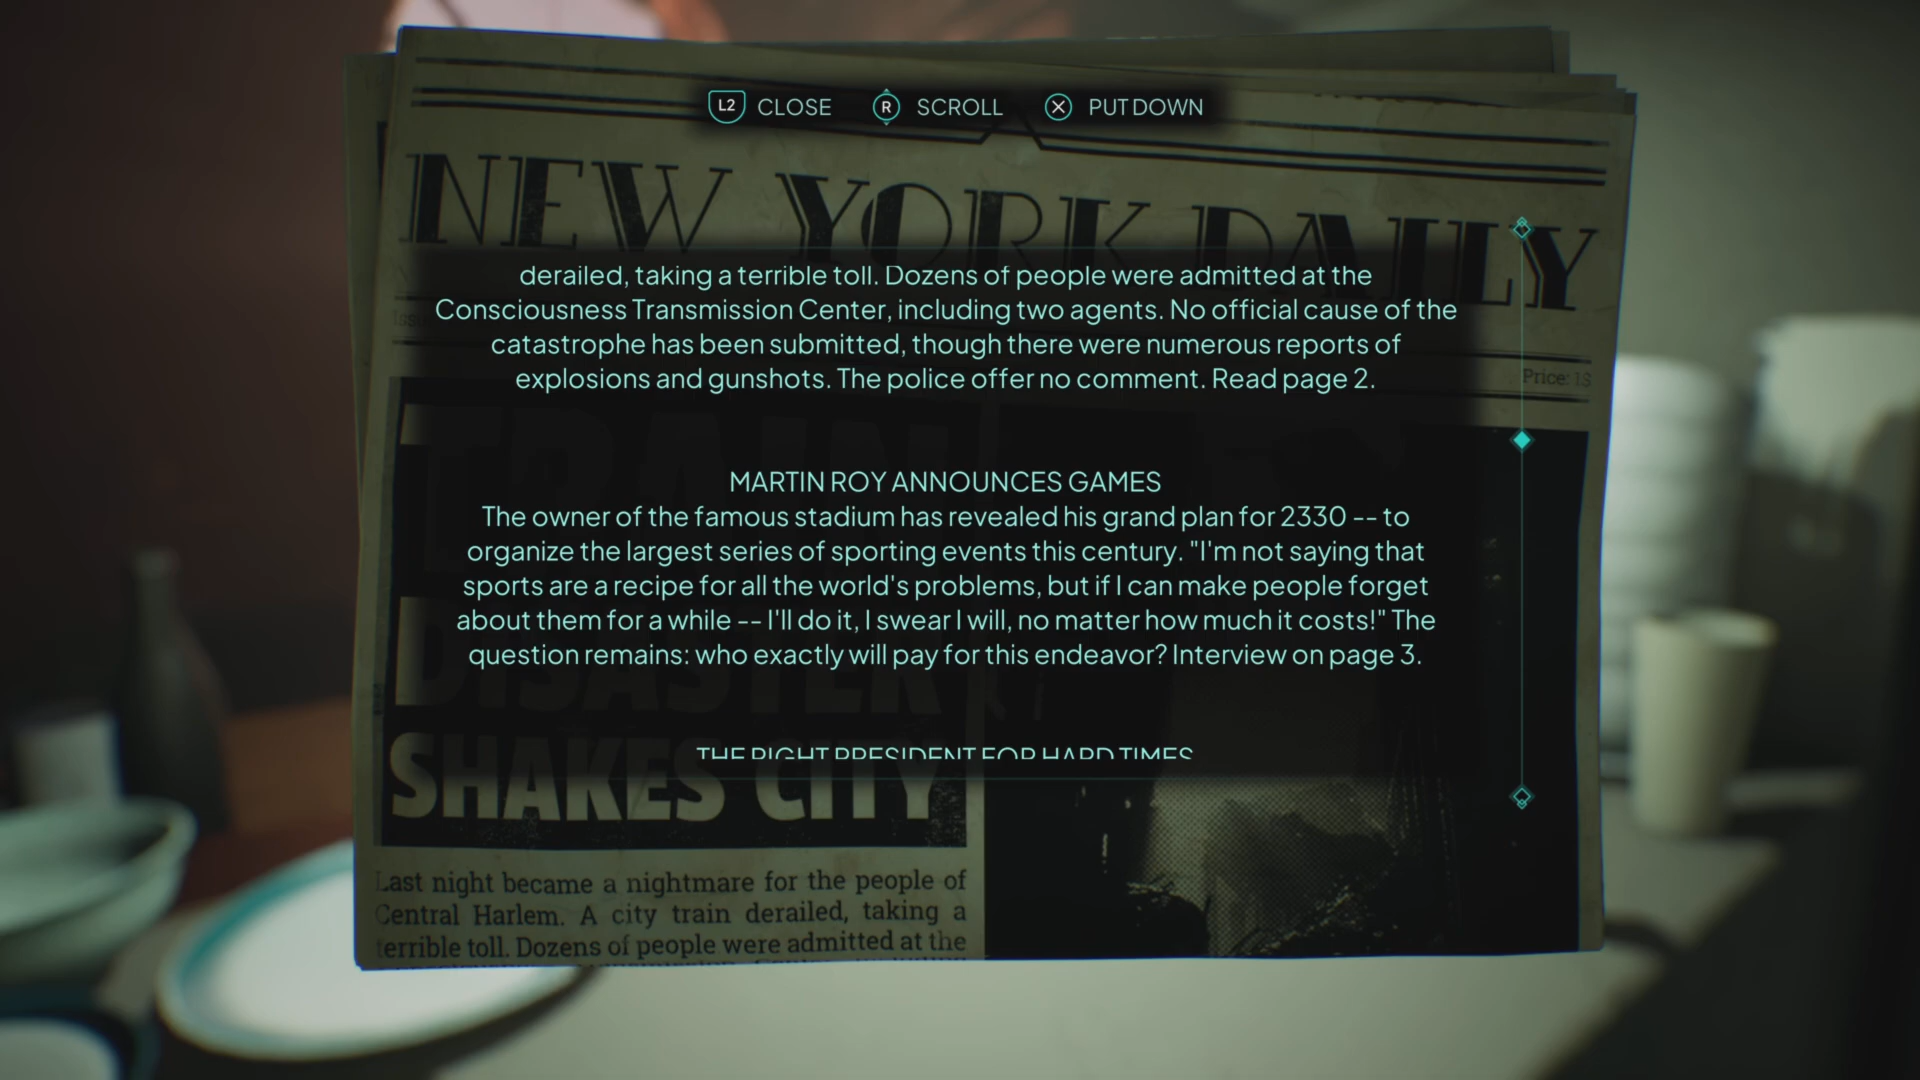 L2 CLOSE R SCROLL X PUT DOWN
NEW YORK DAILY
derailed, taking a terrible toll. Dozens of people were admitted at the
Consciousness Transmission Center, including two agents. No official cause of the
catastrophe has been submitted, though there were numerous reports of
explosions and gunshots. The police offer no comment. Read page 2.
Price: 1$
MARTIN ROY ANNOUNCES GAMES
The owner of the famous stadium has revealed his grand plan for 2330 -- to
organize the largest series of sporting events this century. "I'm not saying that
sports are a recipe for all the world's problems, but if I can make people forget
about them for a while -- I'll do it, I swear I will, no matter how much it costs!" The
question remains: who exactly will pay for this endeavor? Interview on page 3.
THE RIGHT PRESIDENT FOR HARD TIMES
TRAIN
DISASTER
SHAKES CITY
Last night became a nightmare for the people of
Central Harlem. A city train derailed, taking a
terrible toll. Dozens of people were admitted at the